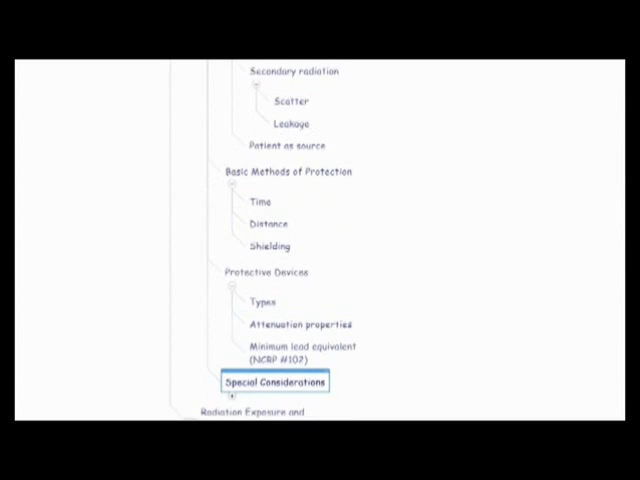 Secondary radiation
Scatter
Leakage
Patient as source
Basic Methods of Protection
Time
Distance
Shielding
Protective Devices
Types
Attenuation properties
Minimum lead equivalent
(NCRP #102)
Special Considerations
Radiation Exposure and